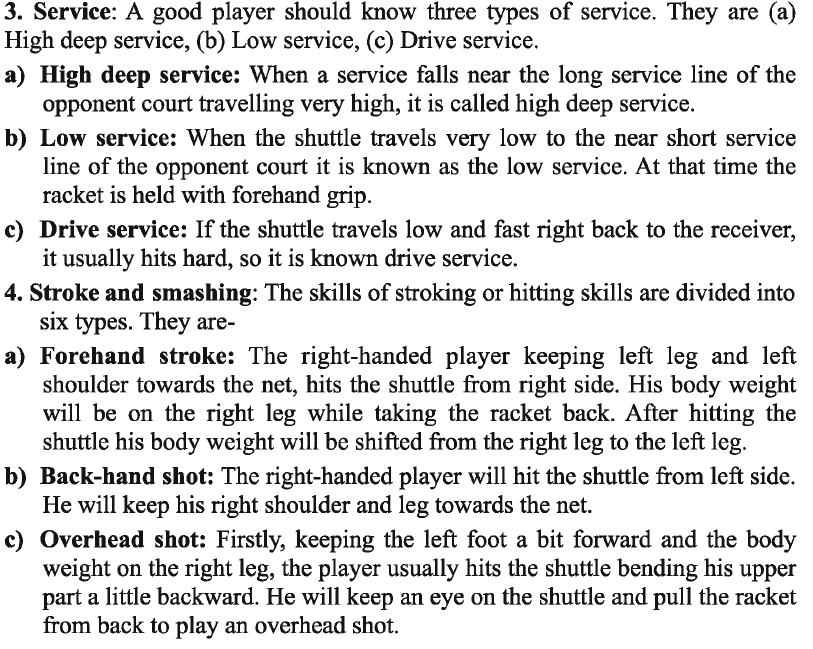 3. Service: A good player should know three types of service. They are (a)
High deep service, (b) Low service, (c) Drive service.
a) High deep service: When a service falls near the long service line of the
opponent court travelling very high, it is called high deep service.
b) Low service: When the shuttle travels very low to the near short service
line of the opponent court it is known as the low service. At that time the
racket is held with forehand grip.
c) Drive service: If the shuttle travels low and fast right back to the receiver,
it usually hits hard, so it is known drive service.
4. Stroke and smashing: The skills of stroking or hitting skills are divided into
six types. They are-
a) Forehand stroke: The right-handed player keeping left leg and left
shoulder towards the net, hits the shuttle from right side. His body weight
will be on the right leg while taking the racket back. After hitting the
shuttle his body weight will be shifted from the right leg to the left leg.
b) Back-hand shot: The right-handed player will hit the shuttle from left side.
He will keep his right shoulder and leg towards the net.
c) Overhead shot: Firstly, keeping the left foot a bit forward and the body
weight on the right leg, the player usually hits the shuttle bending his upper
part a little backward. He will keep an eye on the shuttle and pull the racket
from back to play an overhead shot.